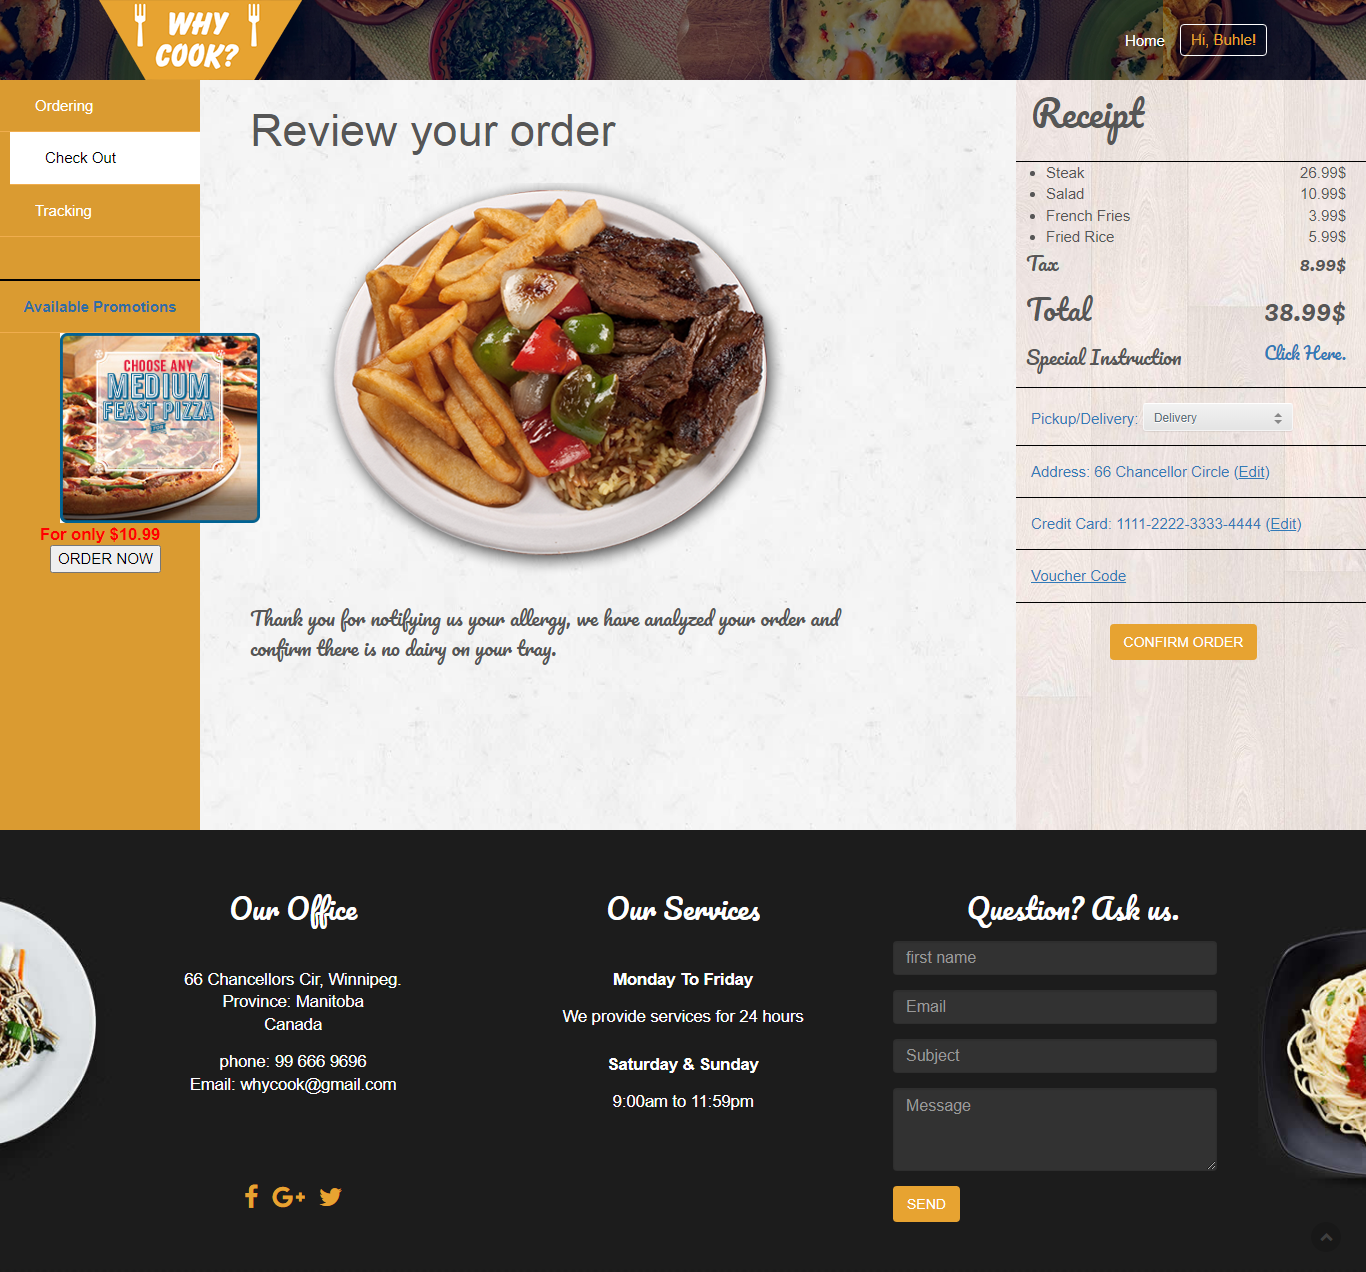 WHY
COOK?
Home
Hi, Buhle!
Ordering
Check Out
Tracking
Available Promotions
CHOOSE ANY
MEDIUM
FEAST PIZZA
For only $10.99
ORDER NOW
Review your order
Thank you for notifying us your allergy, we have analyzed your order and
confirm there is no dairy on your tray.
Receipt
Steak 26.99$
Salad 10.99$
French Fries 3.99$
Fried Rice 5.99$
Tax 8.99$
Total 38.99$
Special Instruction Click Here.
Pickup/Delivery: Delivery
Address: 66 Chancellor Circle (Edit)
Credit Card: 1111-2222-3333-4444 (Edit)
Voucher Code
CONFIRM ORDER
Our Office
66 Chancellors Cir, Winnipeg.
Province: Manitoba
Canada
phone: 99 666 9696
Email: whycook@gmail.com
Our Services
Monday To Friday
We provide services for 24 hours
Saturday & Sunday
9:00am to 11:59pm
Question? Ask us.
first name
Email
Subject
Message
SEND